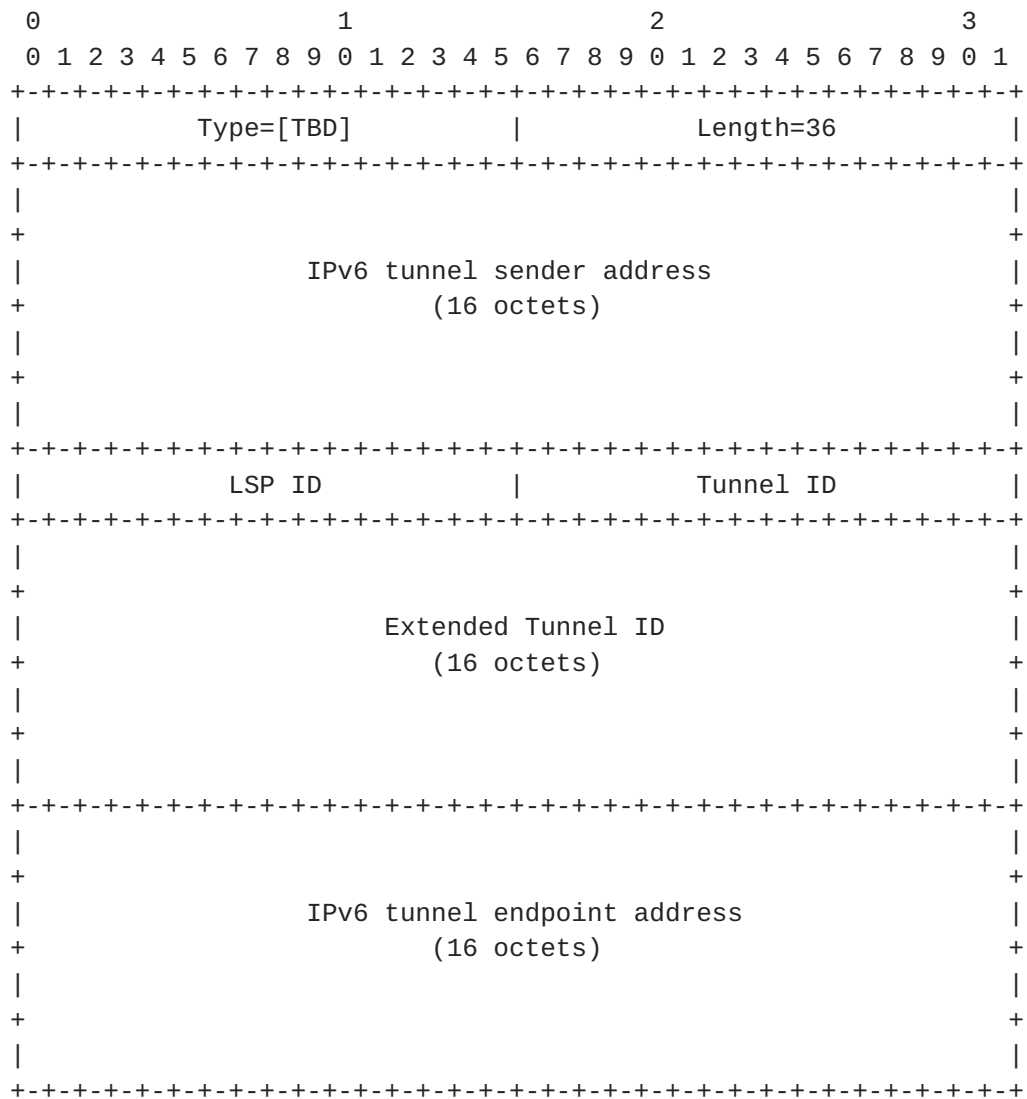 0                   1                   2                   3
 0 1 2 3 4 5 6 7 8 9 0 1 2 3 4 5 6 7 8 9 0 1 2 3 4 5 6 7 8 9 0 1
+-+-+-+-+-+-+-+-+-+-+-+-+-+-+-+-+-+-+-+-+-+-+-+-+-+-+-+-+-+-+-+-+
|           Type=[TBD]          |           Length=36           |
+-+-+-+-+-+-+-+-+-+-+-+-+-+-+-+-+-+-+-+-+-+-+-+-+-+-+-+-+-+-+-+-+
|                                                               |
+                                                               +
|                  IPv6 tunnel sender address                   |
+                          (16 octets)                          +
|                                                               |
+                                                               +
|                                                               |
+-+-+-+-+-+-+-+-+-+-+-+-+-+-+-+-+-+-+-+-+-+-+-+-+-+-+-+-+-+-+-+-+
|             LSP ID            |           Tunnel ID           |
+-+-+-+-+-+-+-+-+-+-+-+-+-+-+-+-+-+-+-+-+-+-+-+-+-+-+-+-+-+-+-+-+
|                                                               |
+                                                               +
|                       Extended Tunnel ID                      |
+                          (16 octets)                          +
|                                                               |
+                                                               +
|                                                               |
+-+-+-+-+-+-+-+-+-+-+-+-+-+-+-+-+-+-+-+-+-+-+-+-+-+-+-+-+-+-+-+-+
|                                                               |
+                                                               +
|                  IPv6 tunnel endpoint address                 |
+                          (16 octets)                          +
|                                                               |
+                                                               +
|                                                               |
+-+-+-+-+-+-+-+-+-+-+-+-+-+-+-+-+-+-+-+-+-+-+-+-+-+-+-+-+-+-+-+-+